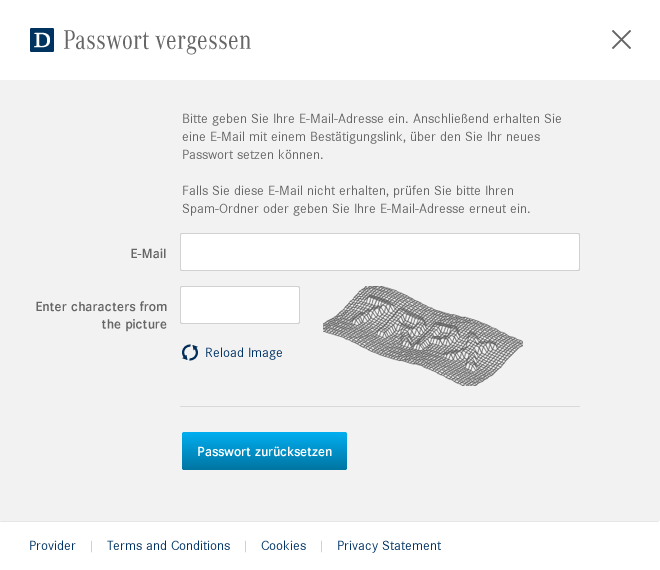 D Passwort vergessen
Bitte geben Sie Ihre E-Mail-Adresse ein. Anschließend erhalten Sie
eine E-Mail mit einem Bestätigungslink, über den Sie Ihr neues
Passwort setzen können.
Falls Sie diese E-Mail nicht erhalten, prüfen Sie bitte Ihren
Spam-Ordner oder geben Sie Ihre E-Mail-Adresse erneut ein.
E-Mail
Enter characters from
the picture
Reload Image
Passwort zurücksetzen
Provider
Terms and Conditions
Cookies
Privacy Statement